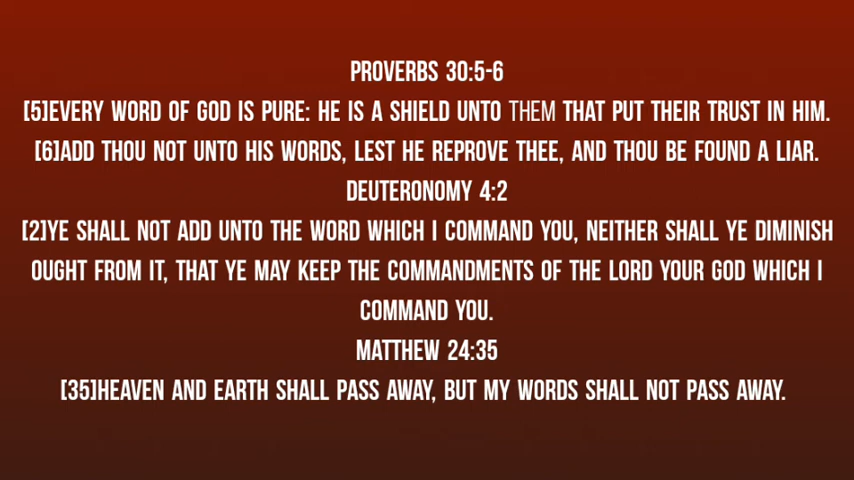 PROVERBS 30:5-6
[5]EVERY WORD OF GOD IS PURE: HE IS A SHIELD UNTO THEM THAT PUT THEIR TRUST IN HIM.
[6]ADD THOU NOT UNTO HIS WORDS, LEST HE REPROVE THEE, AND THOU BE FOUND A LIAR.
DEUTERONOMY 4:2
[2]YE SHALL NOT ADD UNTO THE WORD WHICH I COMMAND YOU, NEITHER SHALL YE DIMINISH
OUGHT FROM IT, THAT YE MAY KEEP THE COMMANDMENTS OF THE LORD YOUR GOD WHICH I
COMMAND YOU.
MATTHEW 24:35
[35]HEAVEN AND EARTH SHALL PASS AWAY, BUT MY WORDS SHALL NOT PASS AWAY.